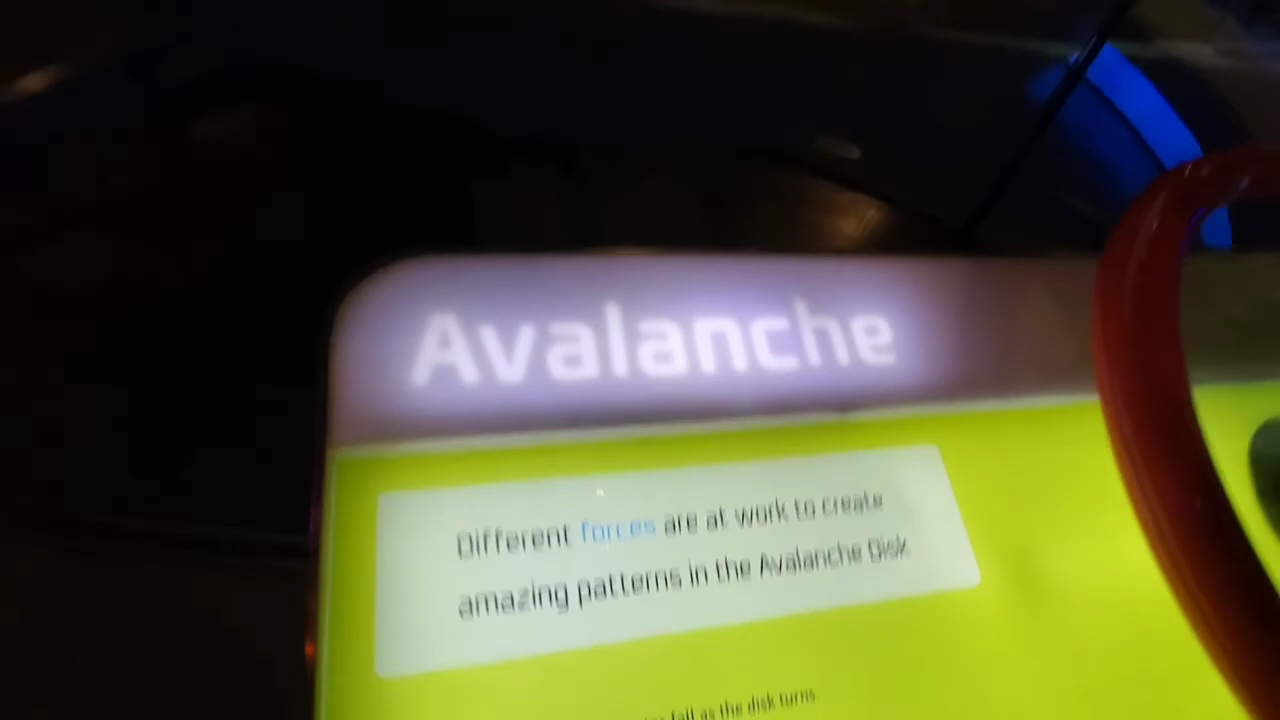 Avalanche
Different forces are at work to create
amazing patterns in the Avalanche Disk
fall as the disk turns